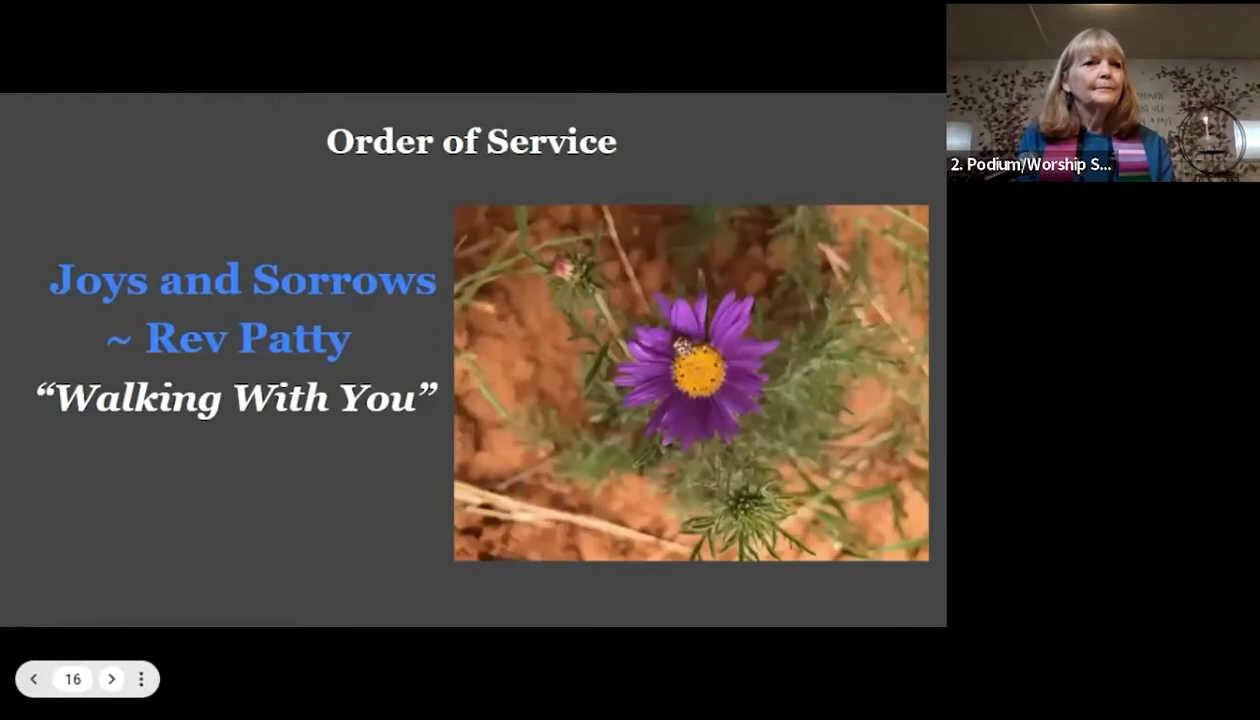 Order of Service
Joys and Sorrows
~ Rev Patty
“Walking With You”
2. Podium/Worship S...
16